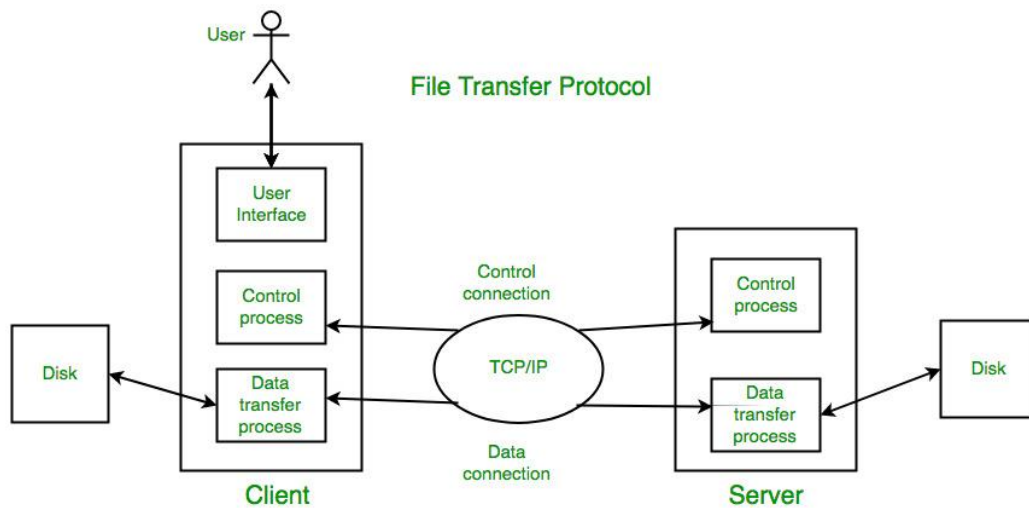 User
File Transfer Protocol
User
Interface
Control
process
Control
connection
Control
process
Disk
Data
transfer
process
TCP/IP
Data
transfer
process
Disk
Data
connection
Client
Server